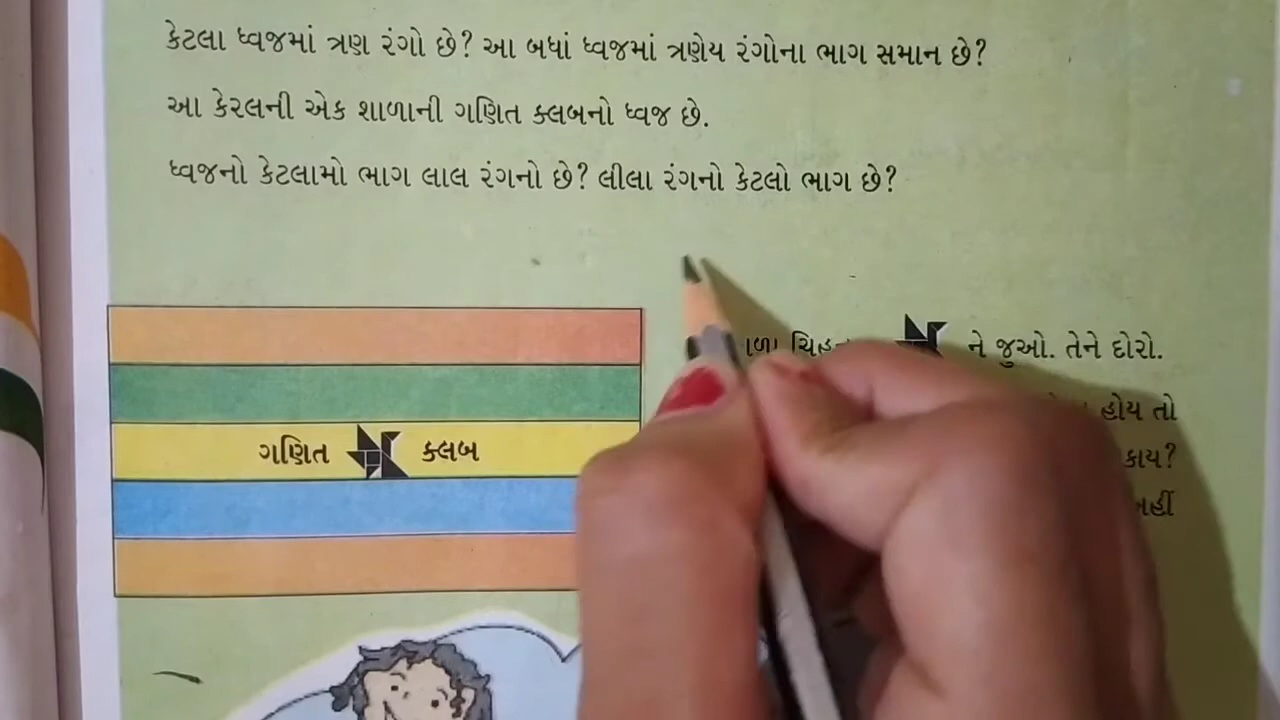 કેટલા ધ્વજમાં ત્રણ રંગો છે? આ બધાં ધ્વજમાં ત્રણેય રંગોના ભાગ સમાન છે?
આ કેરલની એક શાળાની ગણિત ક્લબનો ધ્વજ છે.
ધ્વજનો કેટલામો ભાગ લાલ રંગનો છે? લીલા રંગનો કેટલો ભાગ છે?
ને જુઓ. તેને દોરો.
હોય તો
ગણિત ક્લબ